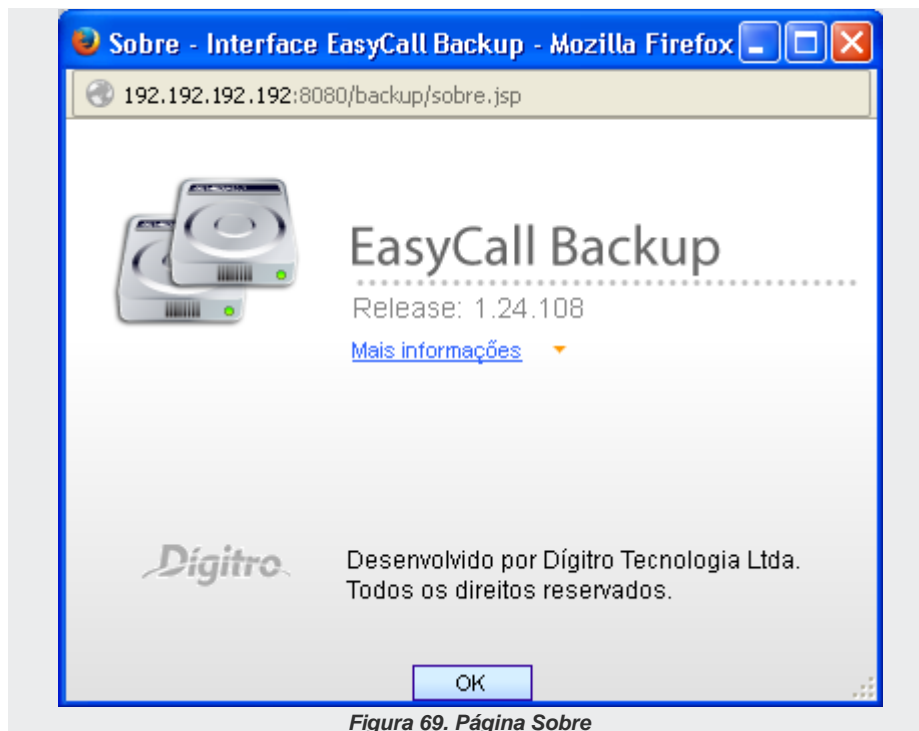 Sobre - Interface EasyCall Backup - Mozilla Firefox
192.192.192.192:8080/backup/sobre.jsp
EasyCall Backup
Release: 1.24.108
Mais informações
Dígitro
Desenvolvido por Dígitro Tecnologia Ltda.
Todos os direitos reservados.
OK
Figura 69. Página Sobre